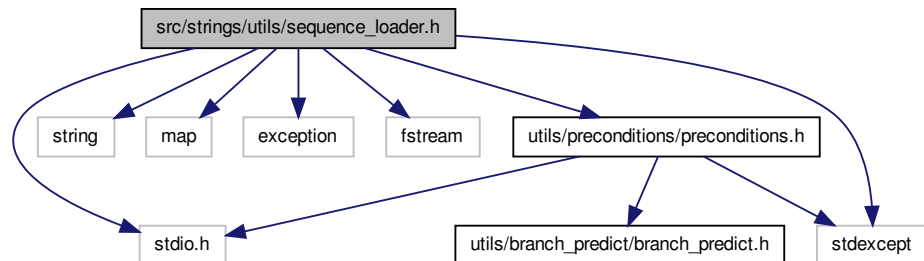 src/strings/utils/sequence_loader.h
string
map
exception
fstream
utils/preconditions/preconditions.h
stdio.h
utils/branch_predict/branch_predict.h
stdexcept